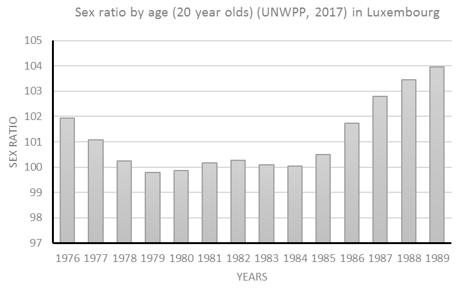 Sex ratio by age (20 year olds) (UNWPP, 2017) in Luxembourg
105
104
103
102
101
100
99
98
97
SEX RATIO
1976 1977 1978 1979 1980 1981 1982 1983 1984 1985 1986 1987 1988 1989
YEARS